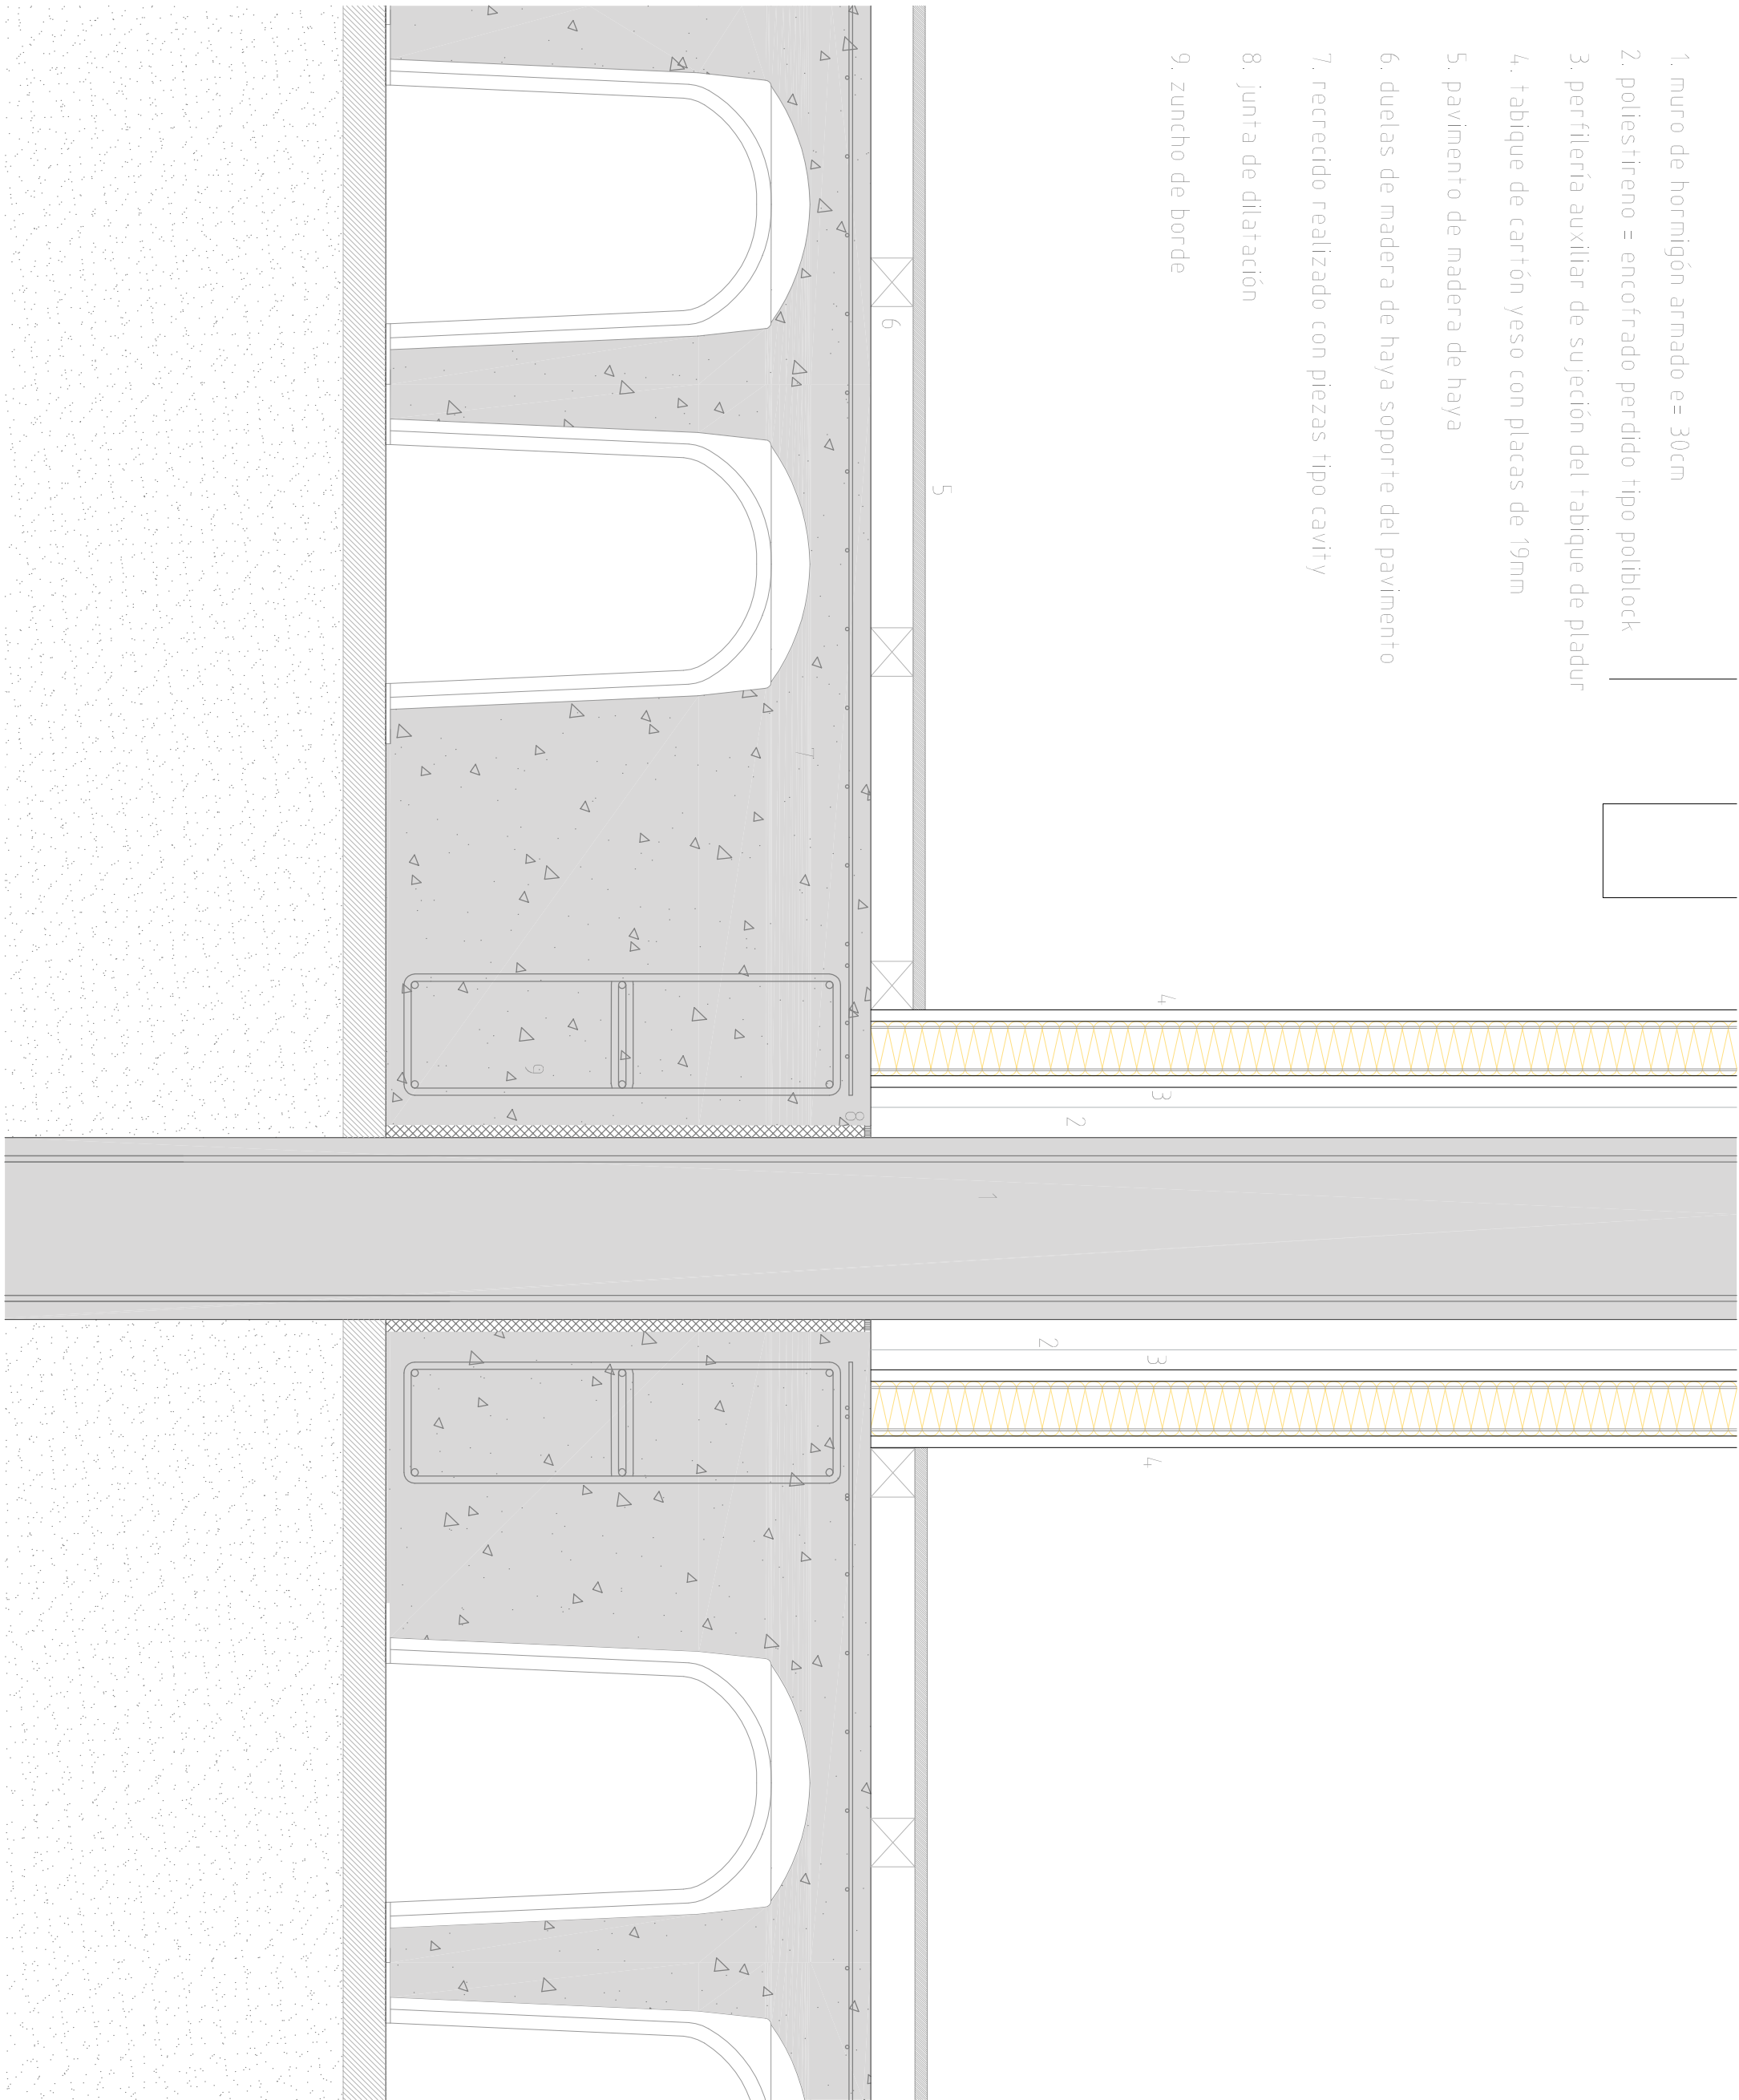 1. muro de hormigón armado e= 30cm
2. poliestireno = encofrado perdido tipo poliblock
3. perfilería auxiliar de sujeción del tabique de pladur
4. tabique de cartón yeso con placas de 19mm
5. pavimento de madera de haya
6. duelas de madera de haya soporte del pavimento
7. recrecido realizado con piezas tipo cavity
8. junta de dilatación
9. zuncho de borde
6
5
7
4
9
3
8
2
1
2
3
4